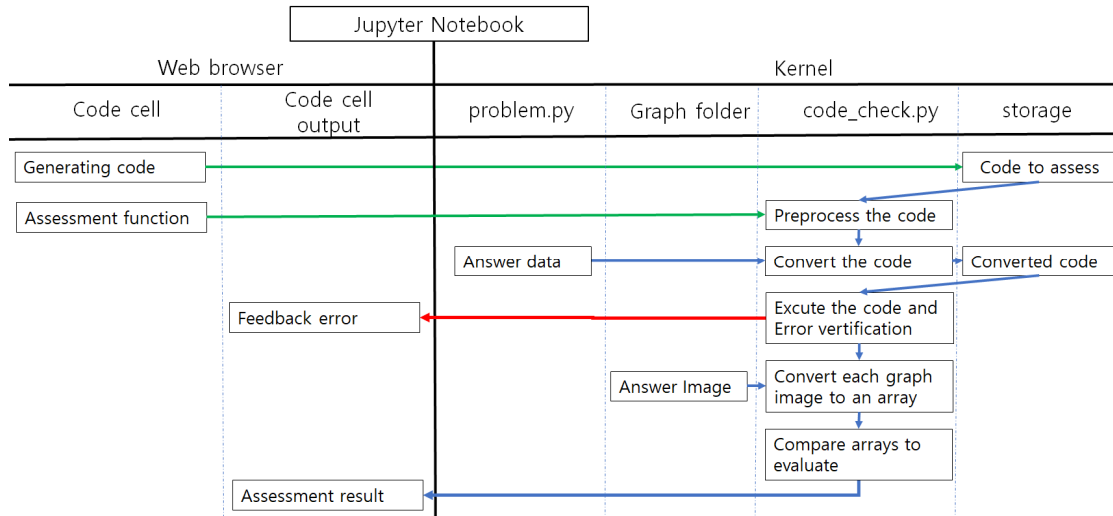 Jupyter Notebook
Web browser
Kernel
Code cell
Code cell
output
problem.py
Graph folder
code_check.py
storage
Generating code
Code to assess
Assessment function
Preprocess the code
Answer data
Convert the code
Converted code
Feedback error
Excute the code and
Error vertification
Answer Image
Convert each graph
image to an array
Compare arrays to
evaluate
Assessment result